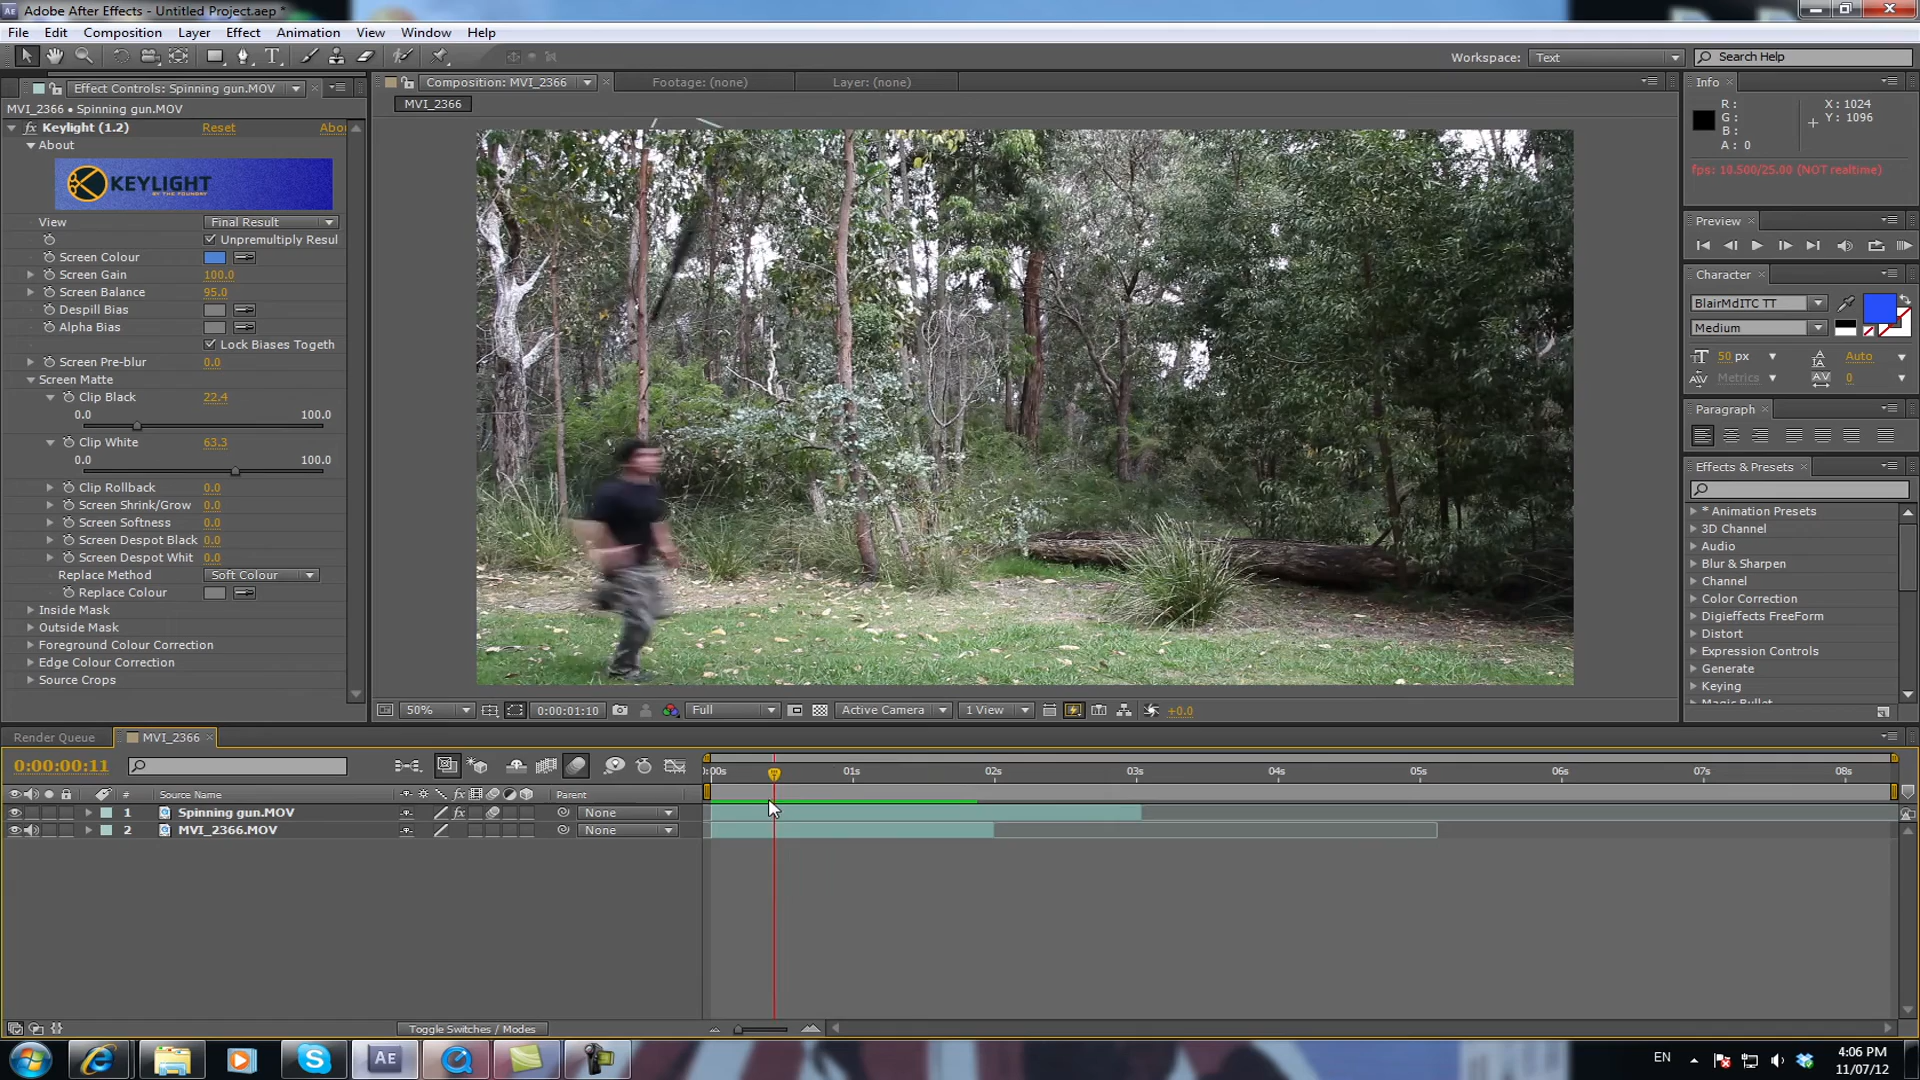 Adobe After Effects - Untitled Project.aep *
File Edit Composition Layer Effect Animation View Window Help
Workspace: Text Search Help
Effect Controls: Spinning gun.MOV
MVI_2366 • Spinning gun.MOV
Keylight (1.2) Reset Abou
About
KEYLIGHT
BY THE FOUNDRY
View Final Result
Unpremultiply Resul
Screen Colour
Screen Gain 100.0
Screen Balance 95.0
Despill Bias
Alpha Bias
Lock Biases Togeth
Screen Pre-blur 0.0
Screen Matte
Clip Black 22.4
0.0 100.0
Clip White 63.3
0.0 100.0
Clip Rollback 0.0
Screen Shrink/Grow 0.0
Screen Softness 0.0
Screen Despot Black 0.0
Screen Despot Whit 0.0
Replace Method Soft Colour
Replace Colour
Inside Mask
Outside Mask
Foreground Colour Correction
Edge Colour Correction
Source Crops
Composition: MVI_2366 Footage: (none) Layer: (none)
MVI_2366
50% 0:00:01:10 Full Active Camera 1 View +0.0
Info
R: X: 1024
G: Y: 1096
B:
A: 0
fps: 10.500/25.00 (NOT realtime)
Preview
Character
BlairMdITC TT
Medium
50 px Auto
Metrics 0
Paragraph
Effects & Presets
* Animation Presets
3D Channel
Audio
Blur & Sharpen
Channel
Color Correction
Digieffects FreeForm
Distort
Expression Controls
Generate
Keying
Magic Bullet
Render Queue MVI_2366
0:00:00:11
:00s 01s 02s 03s 04s 05s 06s 07s 08s
# Source Name Parent
1 Spinning gun.MOV None
2 MVI_2366.MOV None
Toggle Switches / Modes
EN 4:06 PM
11/07/12